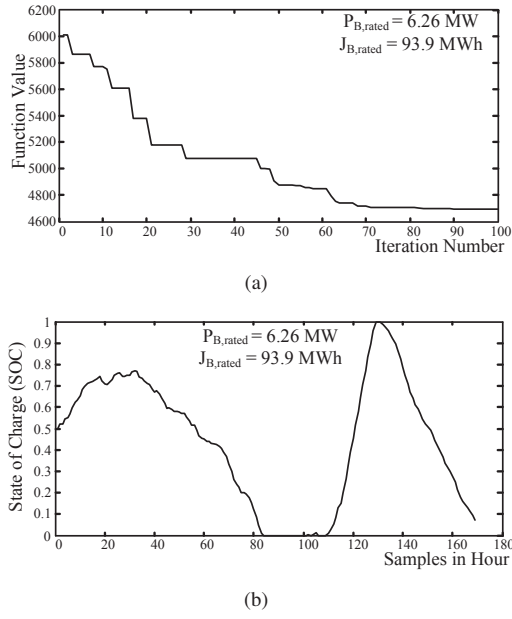 6200
6000
5800
5600
5400
5200
5000
4800
4600
Function Value
P_B,rated = 6.26 MW
J_B,rated = 93.9 MWh
0 10 20 30 40 50 60 70 80 90 100
Iteration Number
(a)
1
0.9
0.8
0.7
0.6
0.5
0.4
0.3
0.2
0.1
0
State of Charge (SOC)
P_B,rated = 6.26 MW
J_B,rated = 93.9 MWh
0 20 40 60 80 100 120 140 160 180
Samples in Hour
(b)